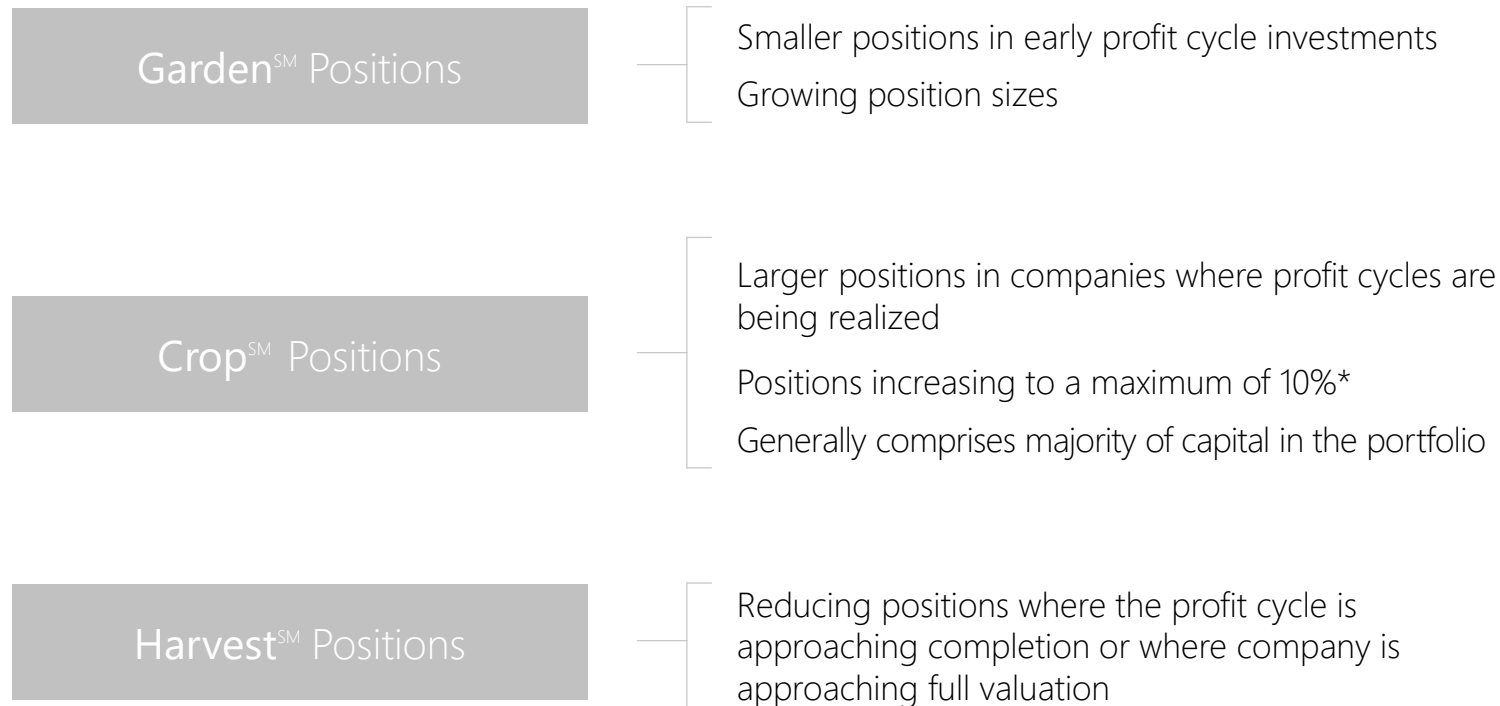 Garden℠ Positions
Smaller positions in early profit cycle investments
Growing position sizes
Crop℠ Positions
Larger positions in companies where profit cycles are
being realized
Positions increasing to a maximum of 10%*
Generally comprises majority of capital in the portfolio
Harvest℠ Positions
Reducing positions where the profit cycle is
approaching completion or where company is
approaching full valuation